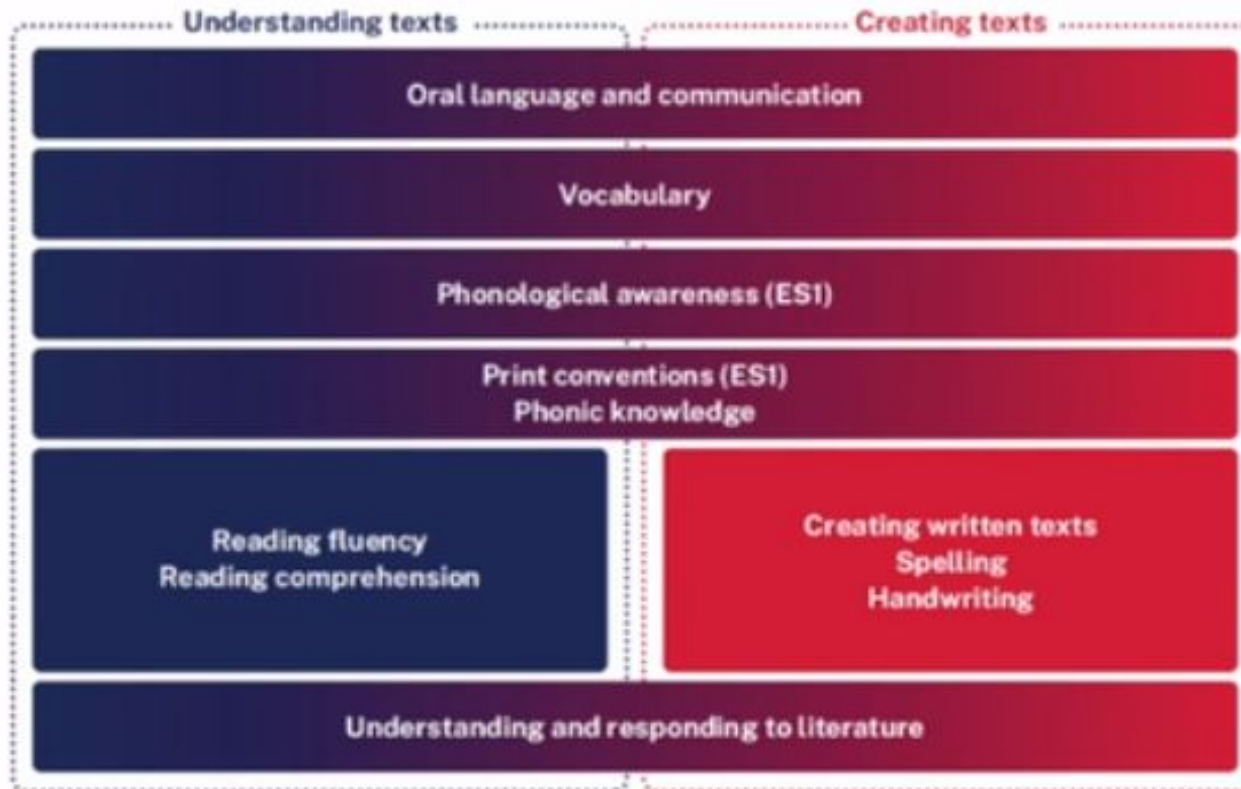 Understanding texts
Creating texts
Oral language and communication
Vocabulary
Phonological awareness (ES1)
Print conventions (ES1)
Phonic knowledge
Reading fluency
Reading comprehension
Creating written texts
Spelling
Handwriting
Understanding and responding to literature